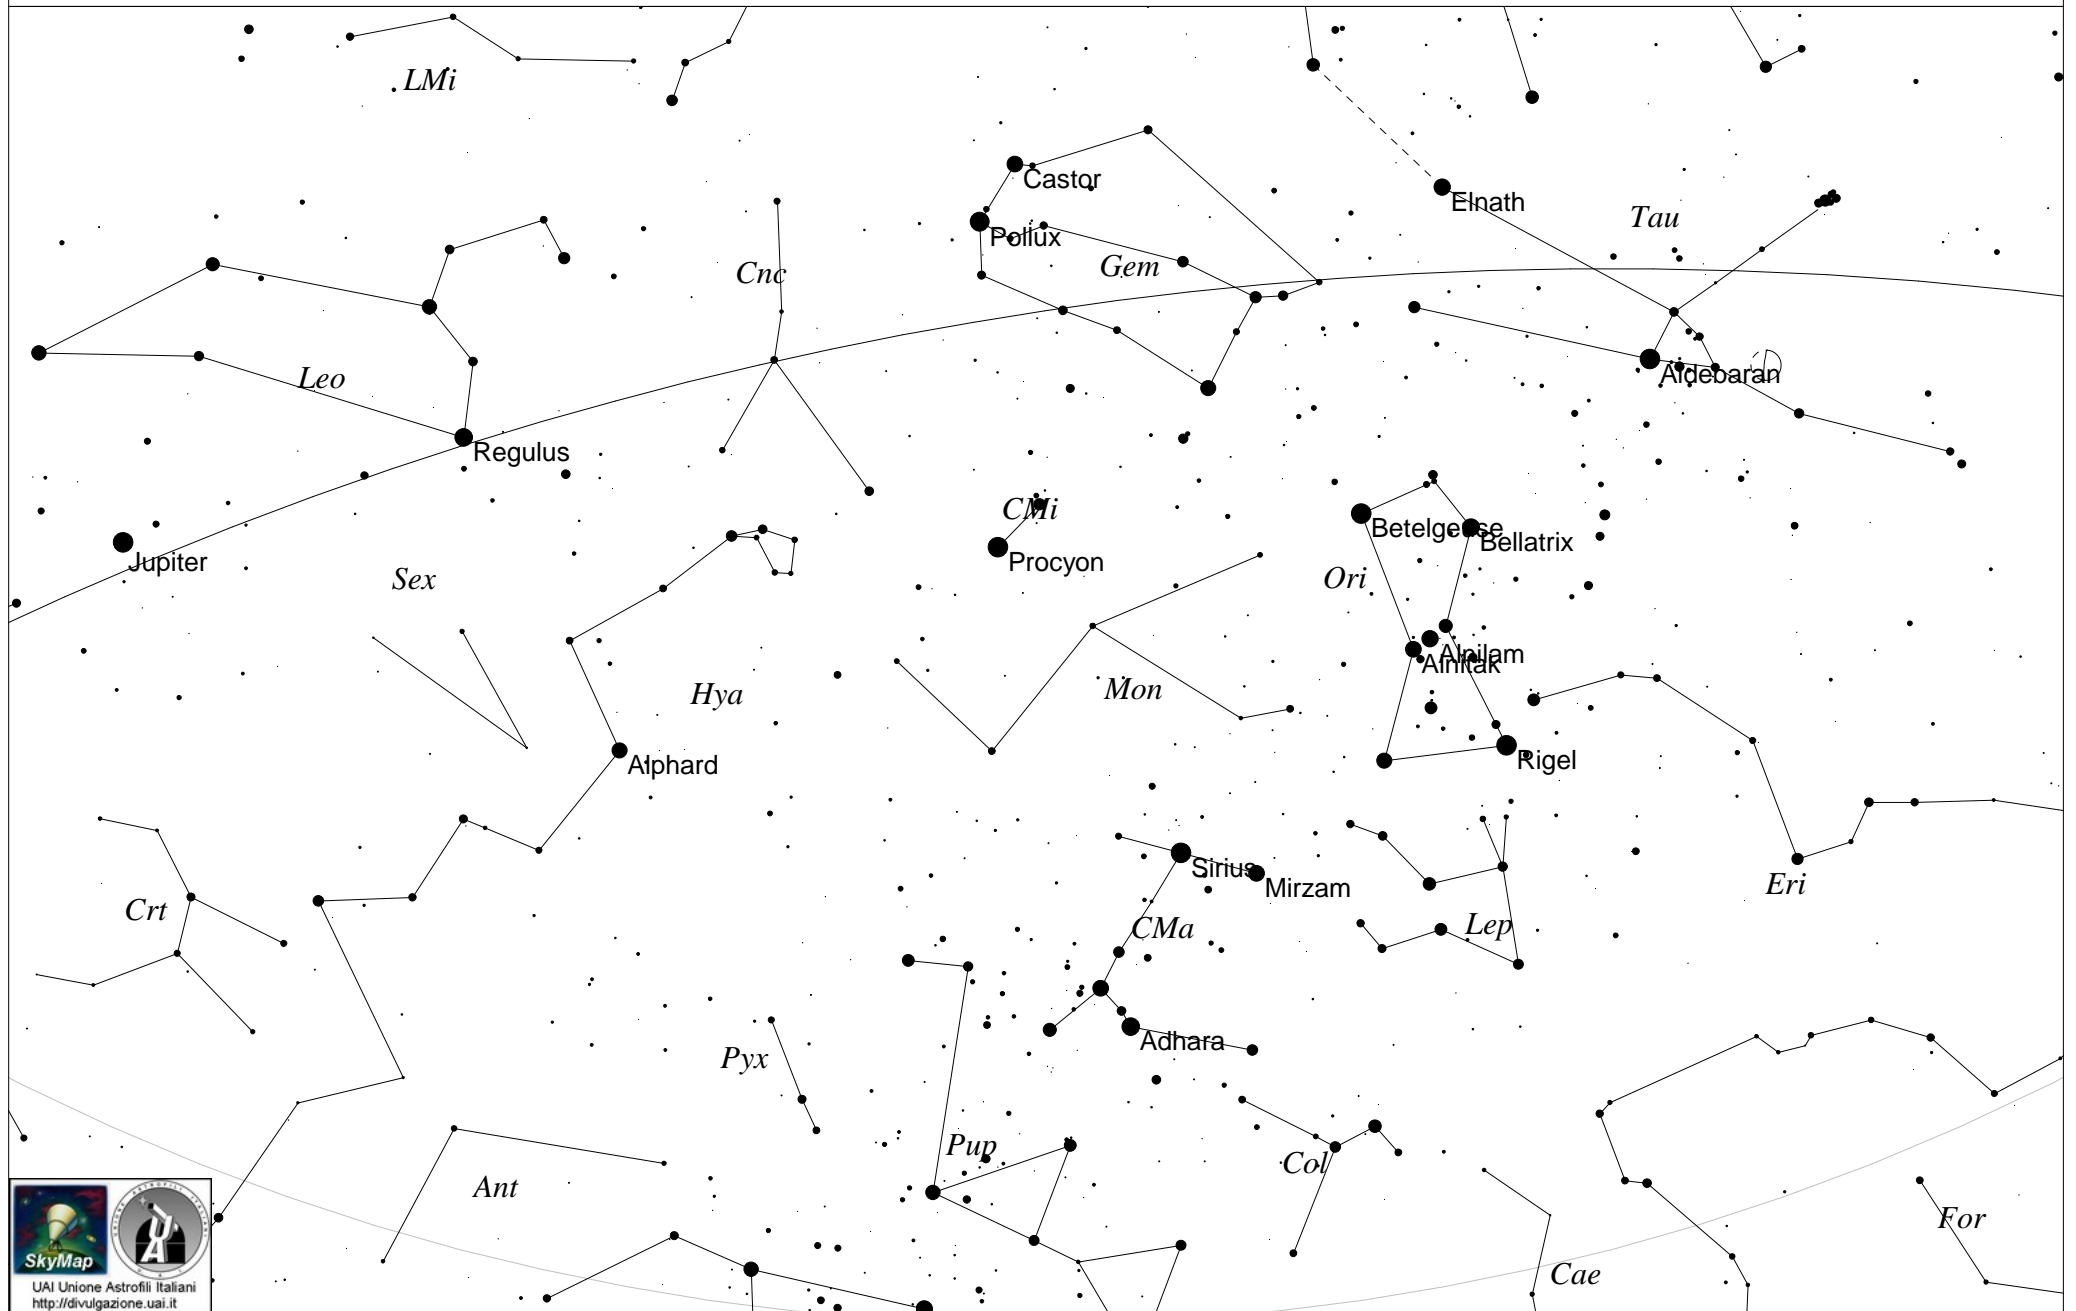 LMi
Castor
Elnath
Tau
Pollux
Gem
Cnc
Leo
Aldebaran
Regulus
CMi
Betelgeuse
Bellatrix
Jupiter
Procyon
Sex
Ori
Alnilam
Alnitak
Hya
Mon
Alphard
Rigel
Sirius
Mirzam
Eri
Crt
CMa
Lep
Adhara
Pyx
Pup
Col
Ant
For
Cae
SkyMap
UAI
UAI Unione Astrofili Italiani
http://divulgazione.uai.it